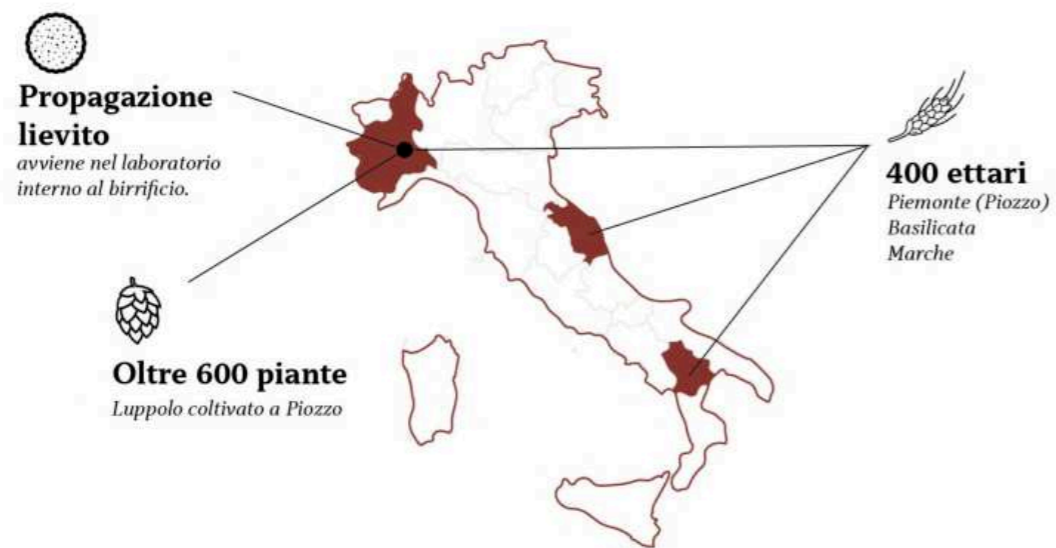 Propagazione
lievito
avviene nel laboratorio
interno al birrificio.
400 ettari
Piemonte (Piozzo)
Basilicata
Marche
Oltre 600 piante
Luppolo coltivato a Piozzo